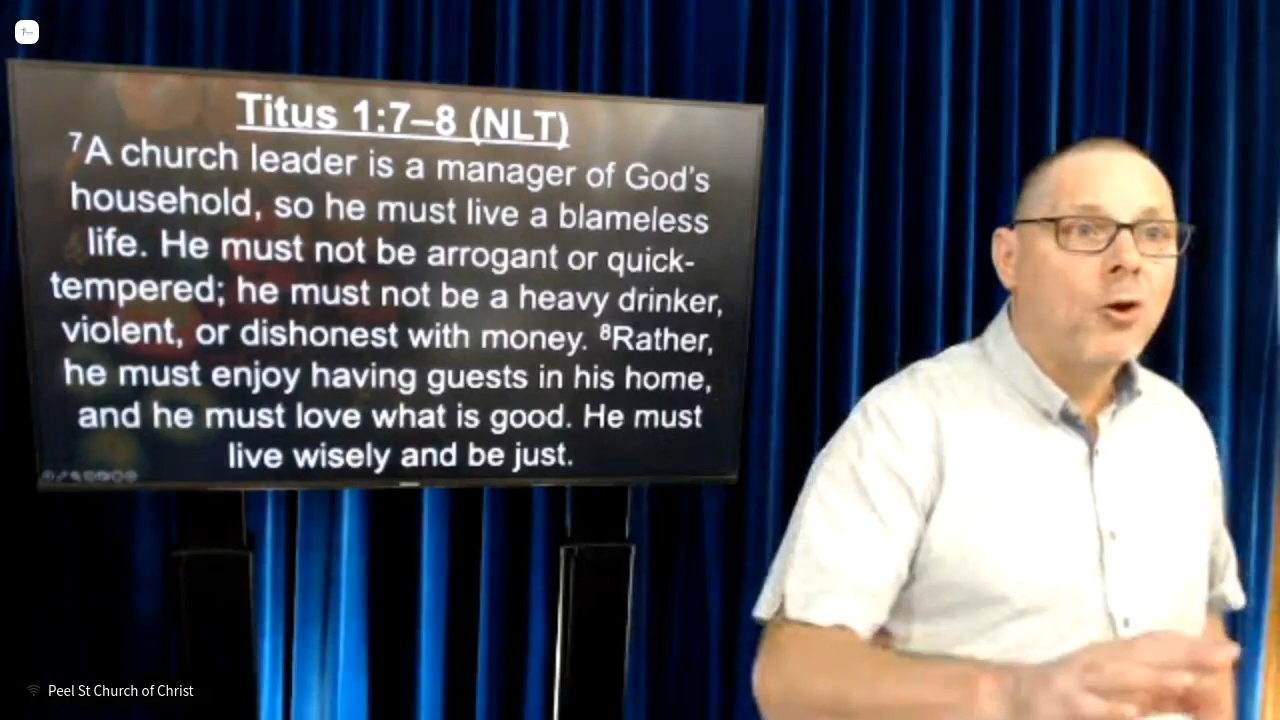 Titus 1:7–8 (NLT)
⁷A church leader is a manager of God's
household, so he must live a blameless
life. He must not be arrogant or quick-
tempered; he must not be a heavy drinker,
violent, or dishonest with money. ⁸Rather,
he must enjoy having guests in his home,
and he must love what is good. He must
live wisely and be just.
Peel St Church of Christ